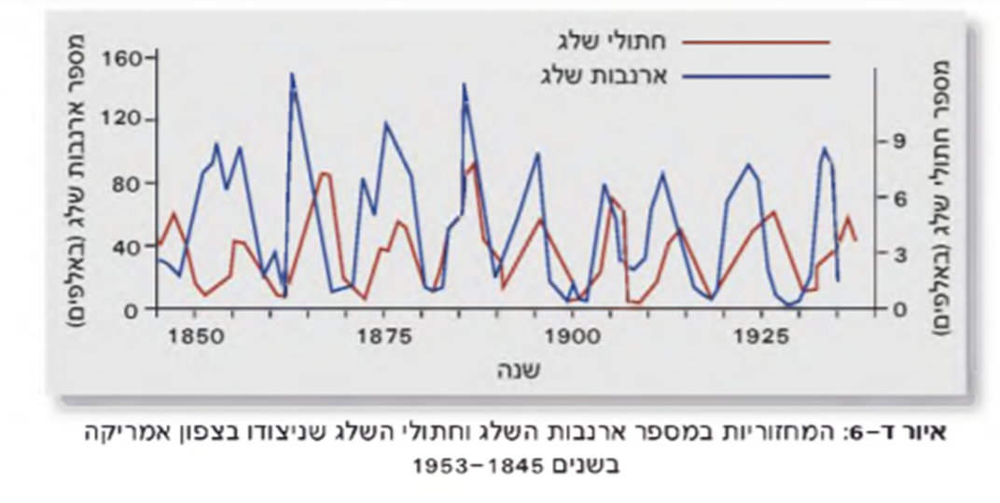 חתולי שלג
ארנבות שלג
מספר ארנבות שלג (באלפים)
160
120
80
40
0
מספר חתולי שלג (באלפים)
9
6
3
0
1850 1875 1900 1925
שנה
איור ד-6: המחזוריות במספר ארנבות השלג וחתולי השלג שניצודו בצפון אמריקה
בשנים 1845-1953